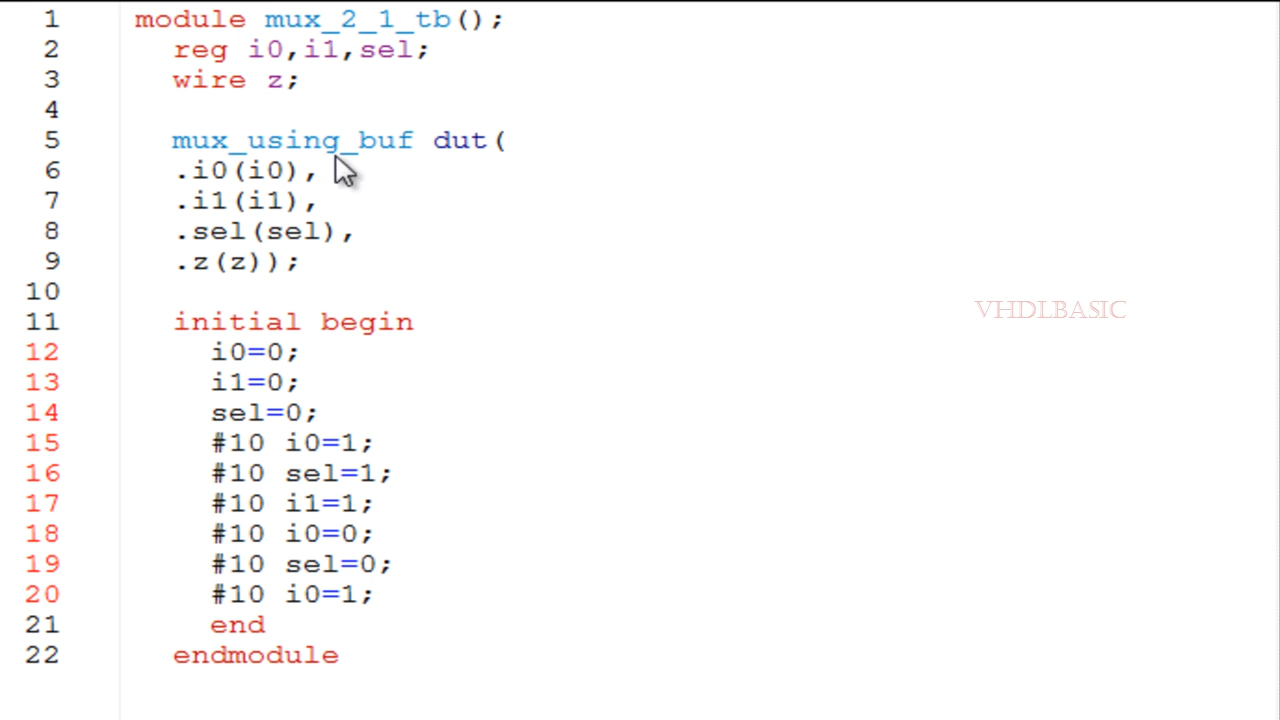 1 module mux_2_1_tb();
2 reg i0,i1,sel;
3 wire z;
4
5 mux_using_buf dut(
6 .i0(i0),
7 .i1(i1),
8 .sel(sel),
9 .z(z));
10
VHDLBASIC
11 initial begin
12 i0=0;
13 i1=0;
14 sel=0;
15 #10 i0=1;
16 #10 sel=1;
17 #10 i1=1;
18 #10 i0=0;
19 #10 sel=0;
20 #10 i0=1;
21 end
22 endmodule